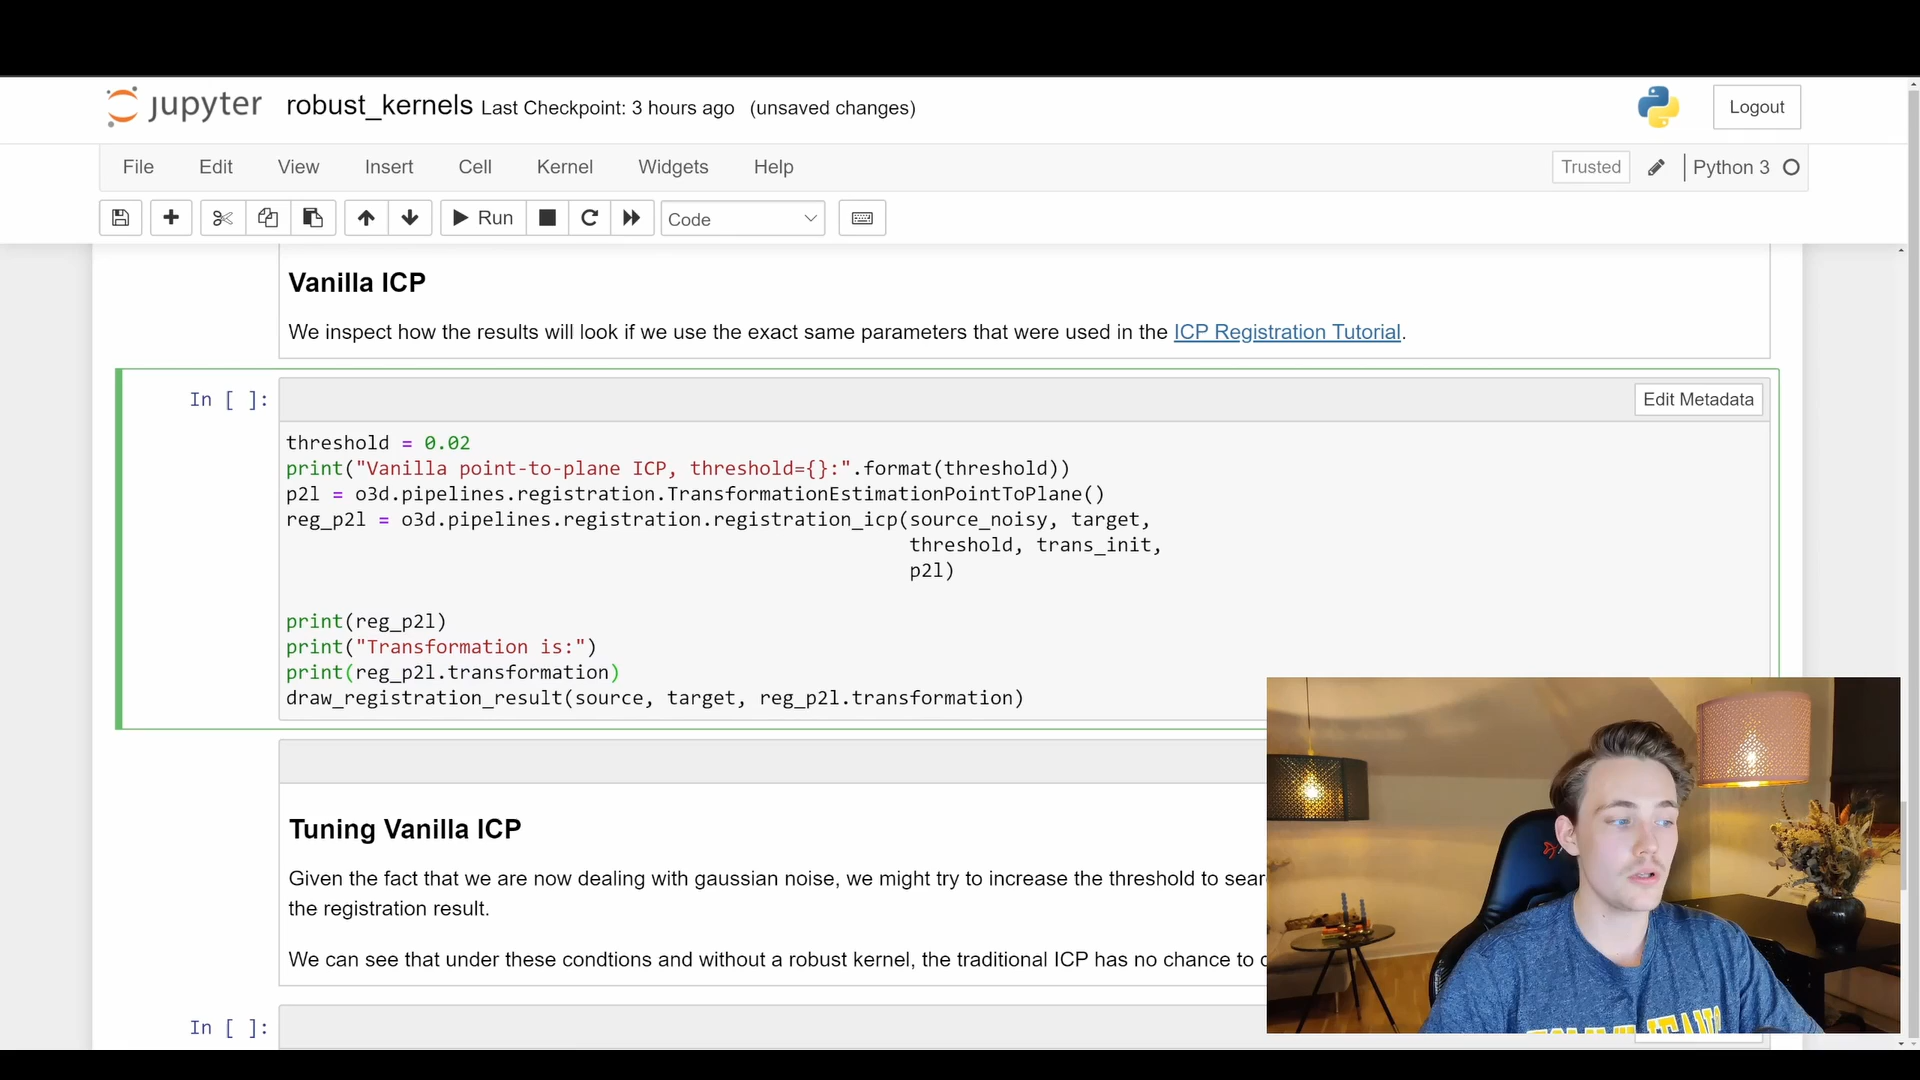 jupyter robust_kernels Last Checkpoint: 3 hours ago (unsaved changes) Logout
File Edit View Insert Cell Kernel Widgets Help Trusted Python 3
Run Code
Vanilla ICP
We inspect how the results will look if we use the exact same parameters that were used in the ICP Registration Tutorial.
In [ ]: Edit Metadata
threshold = 0.02
print("Vanilla point-to-plane ICP, threshold={}:".format(threshold))
p2l = o3d.pipelines.registration.TransformationEstimationPointToPlane()
reg_p2l = o3d.pipelines.registration.registration_icp(source_noisy, target,
threshold, trans_init,
p2l)
print(reg_p2l)
print("Transformation is:")
print(reg_p2l.transformation)
draw_registration_result(source, target, reg_p2l.transformation)
Tuning Vanilla ICP
Given the fact that we are now dealing with gaussian noise, we might try to increase the threshold to
the registration result.
We can see that under these condtions and without a robust kernel, the traditional ICP has no chance to
In [ ]: